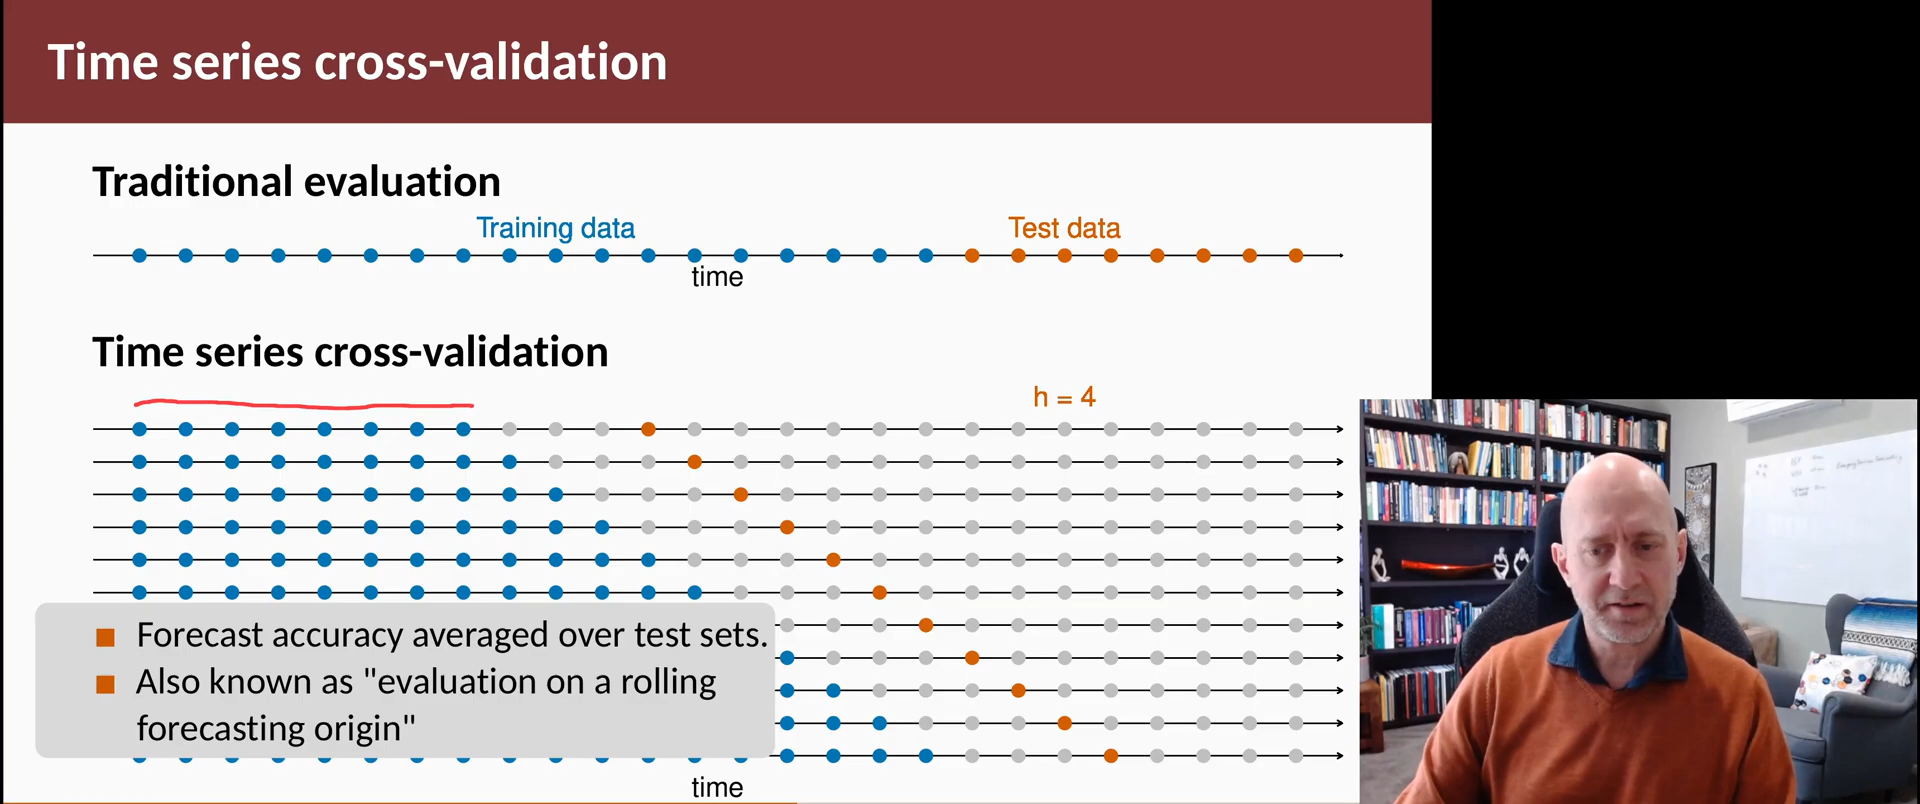 Time series cross-validation
Traditional evaluation
Training data
Test data
time
Time series cross-validation
h = 4
Forecast accuracy averaged over test sets.
Also known as "evaluation on a rolling
forecasting origin"
time